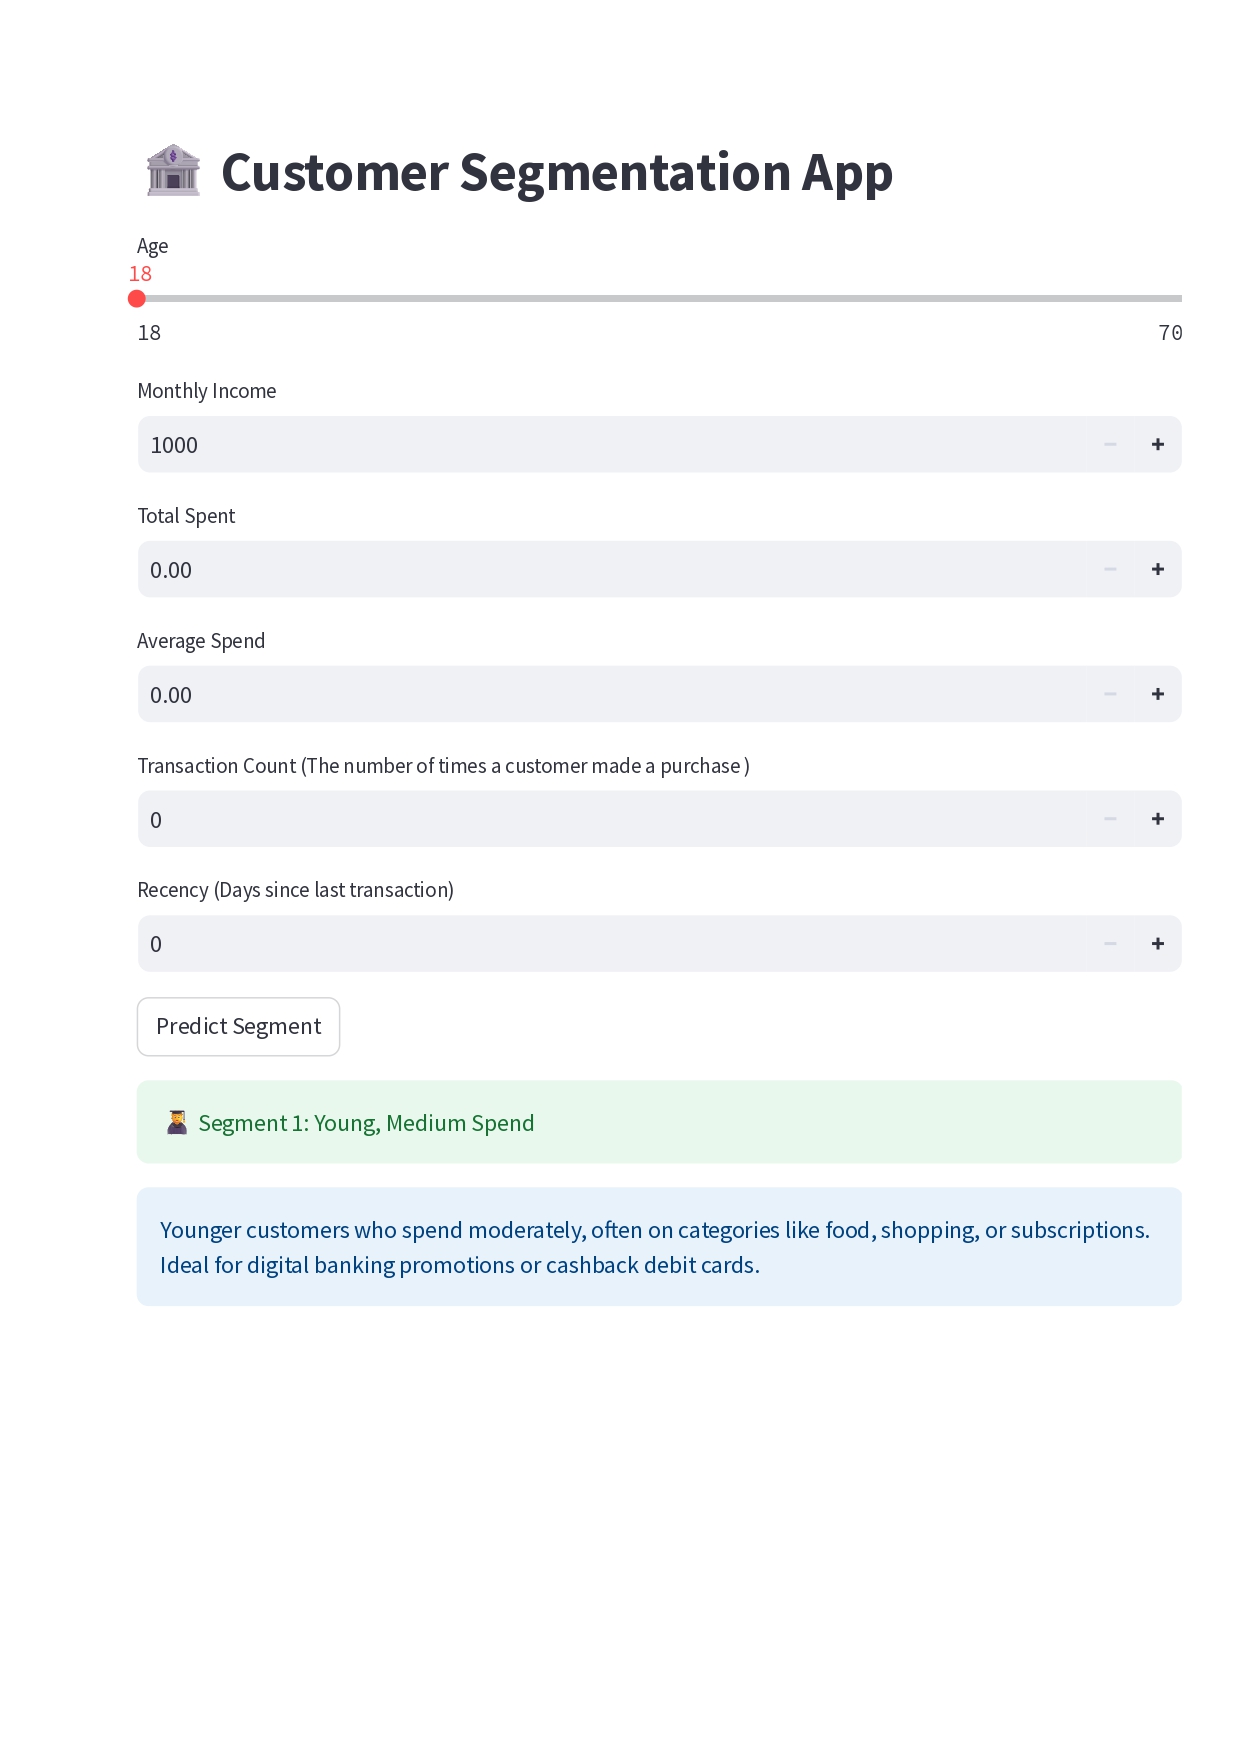 Customer Segmentation App
Age
18
18 70
Monthly Income
1000
Total Spent
0.00
Average Spend
0.00
Transaction Count (The number of times a customer made a purchase )
0
Recency (Days since last transaction)
0
Predict Segment
Segment 1: Young, Medium Spend
Younger customers who spend moderately, often on categories like food, shopping, or subscriptions.
Ideal for digital banking promotions or cashback debit cards.